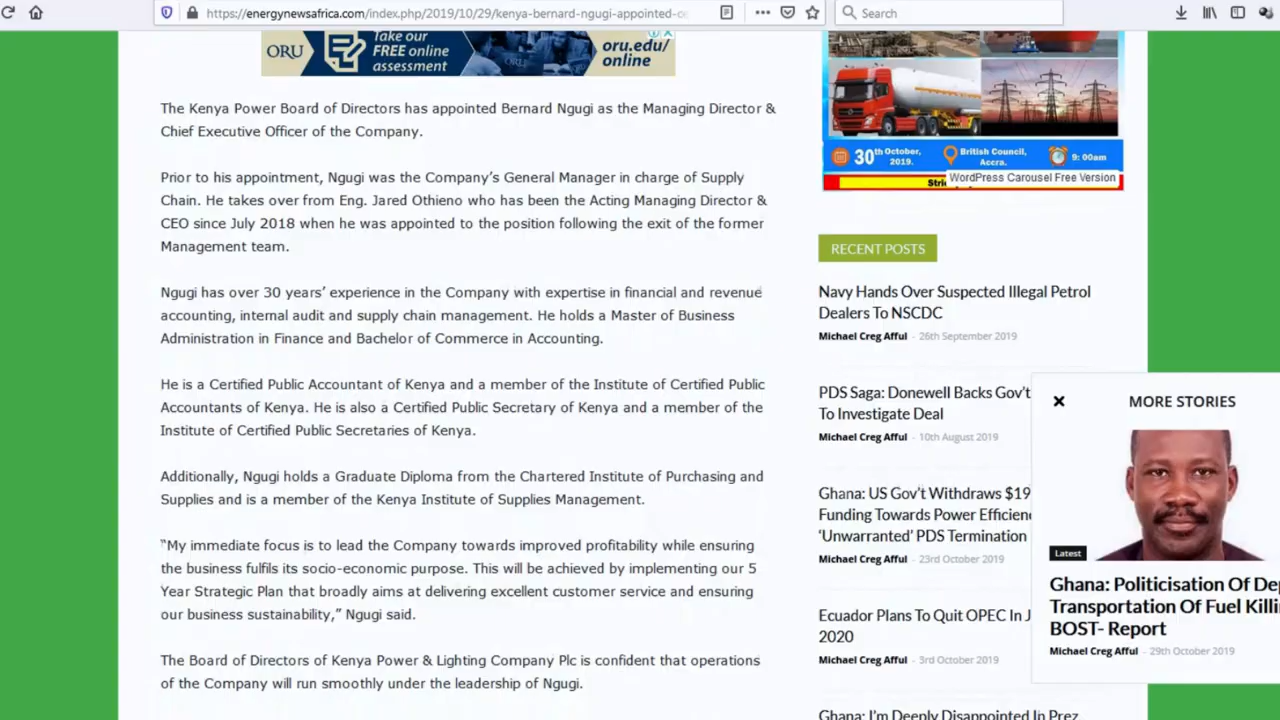 https://energynewsafrica.com/index.php/2019/10/29/kenya-bernard-ngugi-appointed-ce
Search
ORU
Take our
FREE online
assessment
oru.edu/
online
The Kenya Power Board of Directors has appointed Bernard Ngugi as the Managing Director &
Chief Executive Officer of the Company.
Prior to his appointment, Ngugi was the Company’s General Manager in charge of Supply
Chain. He takes over from Eng. Jared Othieno who has been the Acting Managing Director &
CEO since July 2018 when he was appointed to the position following the exit of the former
Management team.
Ngugi has over 30 years’ experience in the Company with expertise in financial and revenue
accounting, internal audit and supply chain management. He holds a Master of Business
Administration in Finance and Bachelor of Commerce in Accounting.
He is a Certified Public Accountant of Kenya and a member of the Institute of Certified Public
Accountants of Kenya. He is also a Certified Public Secretary of Kenya and a member of the
Institute of Certified Public Secretaries of Kenya.
Additionally, Ngugi holds a Graduate Diploma from the Chartered Institute of Purchasing and
Supplies and is a member of the Kenya Institute of Supplies Management.
“My immediate focus is to lead the Company towards improved profitability while ensuring
the business fulfils its socio-economic purpose. This will be achieved by implementing our 5
Year Strategic Plan that broadly aims at delivering excellent customer service and ensuring
our business sustainability,” Ngugi said.
The Board of Directors of Kenya Power & Lighting Company Plc is confident that operations
of the Company will run smoothly under the leadership of Ngugi.
30th October,
2019.
British Council,
Accra.
9: 00am
WordPress Carousel Free Version
RECENT POSTS
Navy Hands Over Suspected Illegal Petrol
Dealers To NSCDC
Michael Creg Afful - 26th September 2019
PDS Saga: Donewell Backs Gov’t
To Investigate Deal
Michael Creg Afful - 10th August 2019
Ghana: US Gov’t Withdraws $19
Funding Towards Power Efficien
‘Unwarranted’ PDS Termination
Michael Creg Afful - 23rd October 2019
Ecuador Plans To Quit OPEC In J
2020
Michael Creg Afful - 3rd October 2019
Ghana: I’m Deeply Disappointed In Prez
MORE STORIES
Latest
Ghana: Politicisation Of De
Transportation Of Fuel Killi
BOST- Report
Michael Creg Afful - 29th October 2019